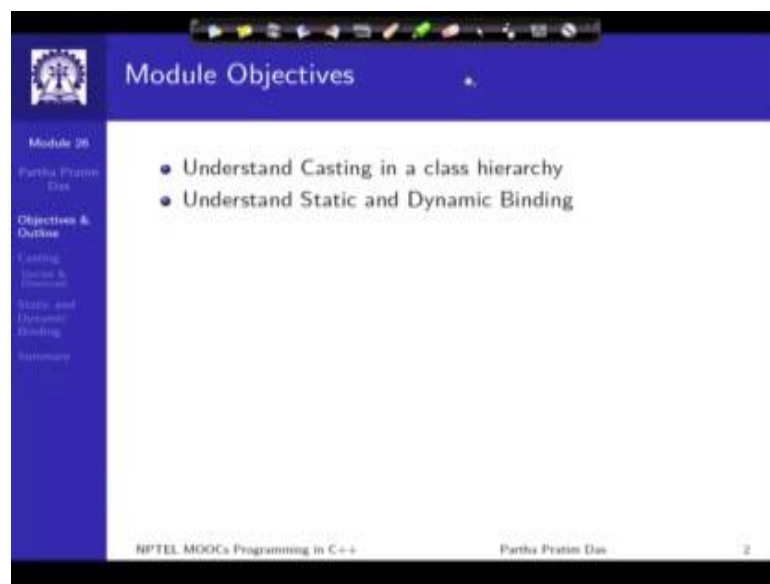 Module Objectives
Module 26
Partha Pratim
Das
Objectives &
Outline
Casting
Static and
Dynamic
Binding
Summary
• Understand Casting in a class hierarchy
• Understand Static and Dynamic Binding
NPTEL MOOCs Programming in C++
Partha Pratim Das
2